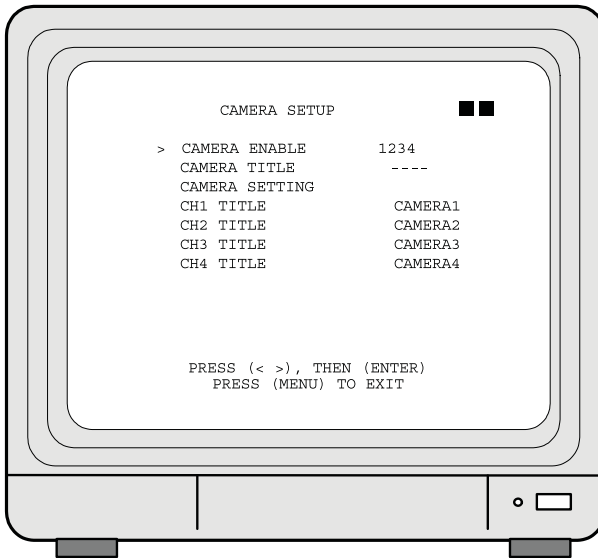 CAMERA SETUP
> CAMERA ENABLE 1234
CAMERA TITLE ----
CAMERA SETTING
CH1 TITLE CAMERA1
CH2 TITLE CAMERA2
CH3 TITLE CAMERA3
CH4 TITLE CAMERA4
PRESS (< >), THEN (ENTER)
PRESS (MENU) TO EXIT